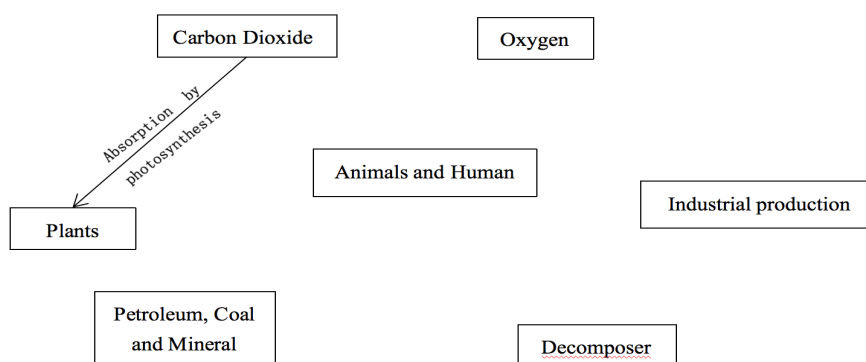 Carbon Dioxide
Oxygen
Absorption by
photosynthesis
Animals and Human
Industrial production
Plants
Petroleum, Coal
and Mineral
Decomposer